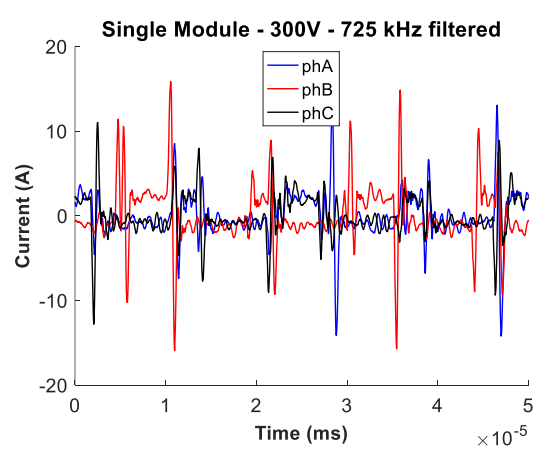 Single Module - 300V - 725 kHz filtered
phA
phB
phC
20
10
0
-10
-20
Current (A)
0 1 2 3 4 5
Time (ms)
×10^-5